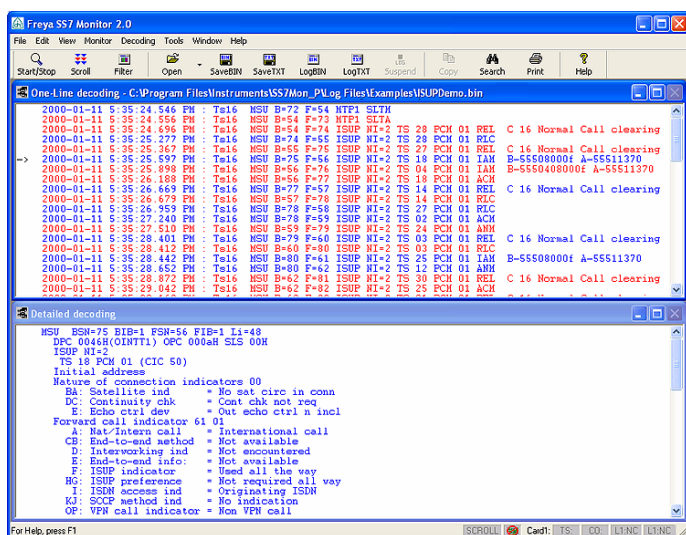 Freya SS7 Monitor 2.0
File Edit View Monitor Decoding Tools Window Help
Start/Stop Scroll Filter Open SaveBIN SaveTXT LogBIN LogTXT Suspend Copy Search Print Help
One-Line decoding - C:\Program Files\Instruments\SS7Mon_P\Log Files\Examples\ISUPDemo.bin
2000-01-11 5:35:24.546 PM : Ts16 MSU B=72 F=54 MTP1 SLTM
2000-01-11 5:35:24.556 PM : Ts16 MSU B=54 F=73 MTP1 SLTA
2000-01-11 5:35:24.696 PM : Ts16 MSU B=74 F=54 ISUP NI=2 TS 28 PCM 01 REL C 16 Normal Call clearing
2000-01-11 5:35:25.277 PM : Ts16 MSU B=74 F=55 ISUP NI=2 TS 28 PCM 01 RLC
2000-01-11 5:35:25.367 PM : Ts16 MSU B=55 F=75 ISUP NI=2 TS 27 PCM 01 REL C 16 Normal Call clearing
=> 2000-01-11 5:35:25.597 PM : Ts16 MSU B=75 F=56 ISUP NI=2 TS 18 PCM 01 IAM B-55508000f A-55511370
2000-01-11 5:35:25.898 PM : Ts16 MSU B=56 F=76 ISUP NI=2 TS 04 PCM 01 IAM B-5550408000f A-55511370
2000-01-11 5:35:26.188 PM : Ts16 MSU B=56 F=77 ISUP NI=2 TS 18 PCM 01 ACM
2000-01-11 5:35:26.669 PM : Ts16 MSU B=77 F=57 ISUP NI=2 TS 14 PCM 01 REL C 16 Normal Call clearing
2000-01-11 5:35:26.679 PM : Ts16 MSU B=57 F=78 ISUP NI=2 TS 14 PCM 01 RLC
2000-01-11 5:35:26.959 PM : Ts16 MSU B=78 F=58 ISUP NI=2 TS 27 PCM 01 RLC
2000-01-11 5:35:27.240 PM : Ts16 MSU B=78 F=59 ISUP NI=2 TS 02 PCM 01 ACM
2000-01-11 5:35:27.510 PM : Ts16 MSU B=59 F=79 ISUP NI=2 TS 24 PCM 01 ANM
2000-01-11 5:35:28.401 PM : Ts16 MSU B=79 F=60 ISUP NI=2 TS 03 PCM 01 REL C 16 Normal Call clearing
2000-01-11 5:35:28.412 PM : Ts16 MSU B=60 F=80 ISUP NI=2 TS 03 PCM 01 RLC
2000-01-11 5:35:28.442 PM : Ts16 MSU B=80 F=61 ISUP NI=2 TS 25 PCM 01 IAM B-55508000f A-55511370
2000-01-11 5:35:28.652 PM : Ts16 MSU B=80 F=62 ISUP NI=2 TS 12 PCM 01 ANM
2000-01-11 5:35:28.872 PM : Ts16 MSU B=62 F=81 ISUP NI=2 TS 30 PCM 01 REL C 16 Normal Call clearing
2000-01-11 5:35:29.042 PM : Ts16 MSU B=62 F=82 ISUP NI=2 TS 25 PCM 01 ACM
Detailed decoding
MSU BSN=75 BIB=1 FSN=56 FIB=1 Li=48
DPC 0046H(OINTT1) OPC 000aH SLS 00H
ISUP NI=2
TS 18 PCM 01 (CIC 50)
Initial address
Nature of connection indicators 00
BA: Satellite ind = No sat circ in conn
DC: Continuity chk = Cont chk not req
E: Echo ctrl dev = Out echo ctrl n incl
Forward call indicator 61 01
A: Nat/Intern call = International call
CB: End-to-end method = Not available
D: Interworking ind = Not encountered
E: End-to-end info: = Not available
F: ISUP indicator = Used all the way
HG: ISUP preference = Not required all way
I: ISDN access ind = Originating ISDN
KJ: SCCP method ind = No indication
OP: VPN call indicator = Non VPN call
For Help, press F1 SCROLL Card1: TS: CO: L1:NC L1:NC